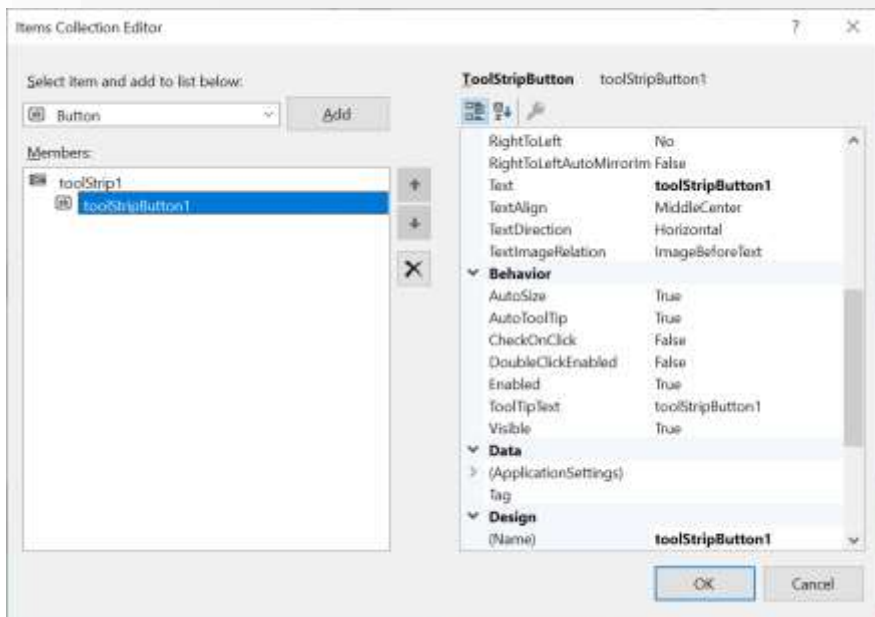 Items Collection Editor
Select item and add to list below:
Button
Add
Members:
toolStrip1
toolStripButton1
ToolStripButton toolStripButton1
RightToLeft No
RightToLeftAutoMirrorIm False
Text toolStripButton1
TextAlign MiddleCenter
TextDirection Horizontal
TextImageRelation ImageBeforeText
Behavior
AutoSize True
AutoToolTip True
CheckOnClick False
DoubleClickEnabled False
Enabled True
ToolTipText toolStripButton1
Visible True
Data
(ApplicationSettings)
Tag
Design
(Name) toolStripButton1
OK
Cancel